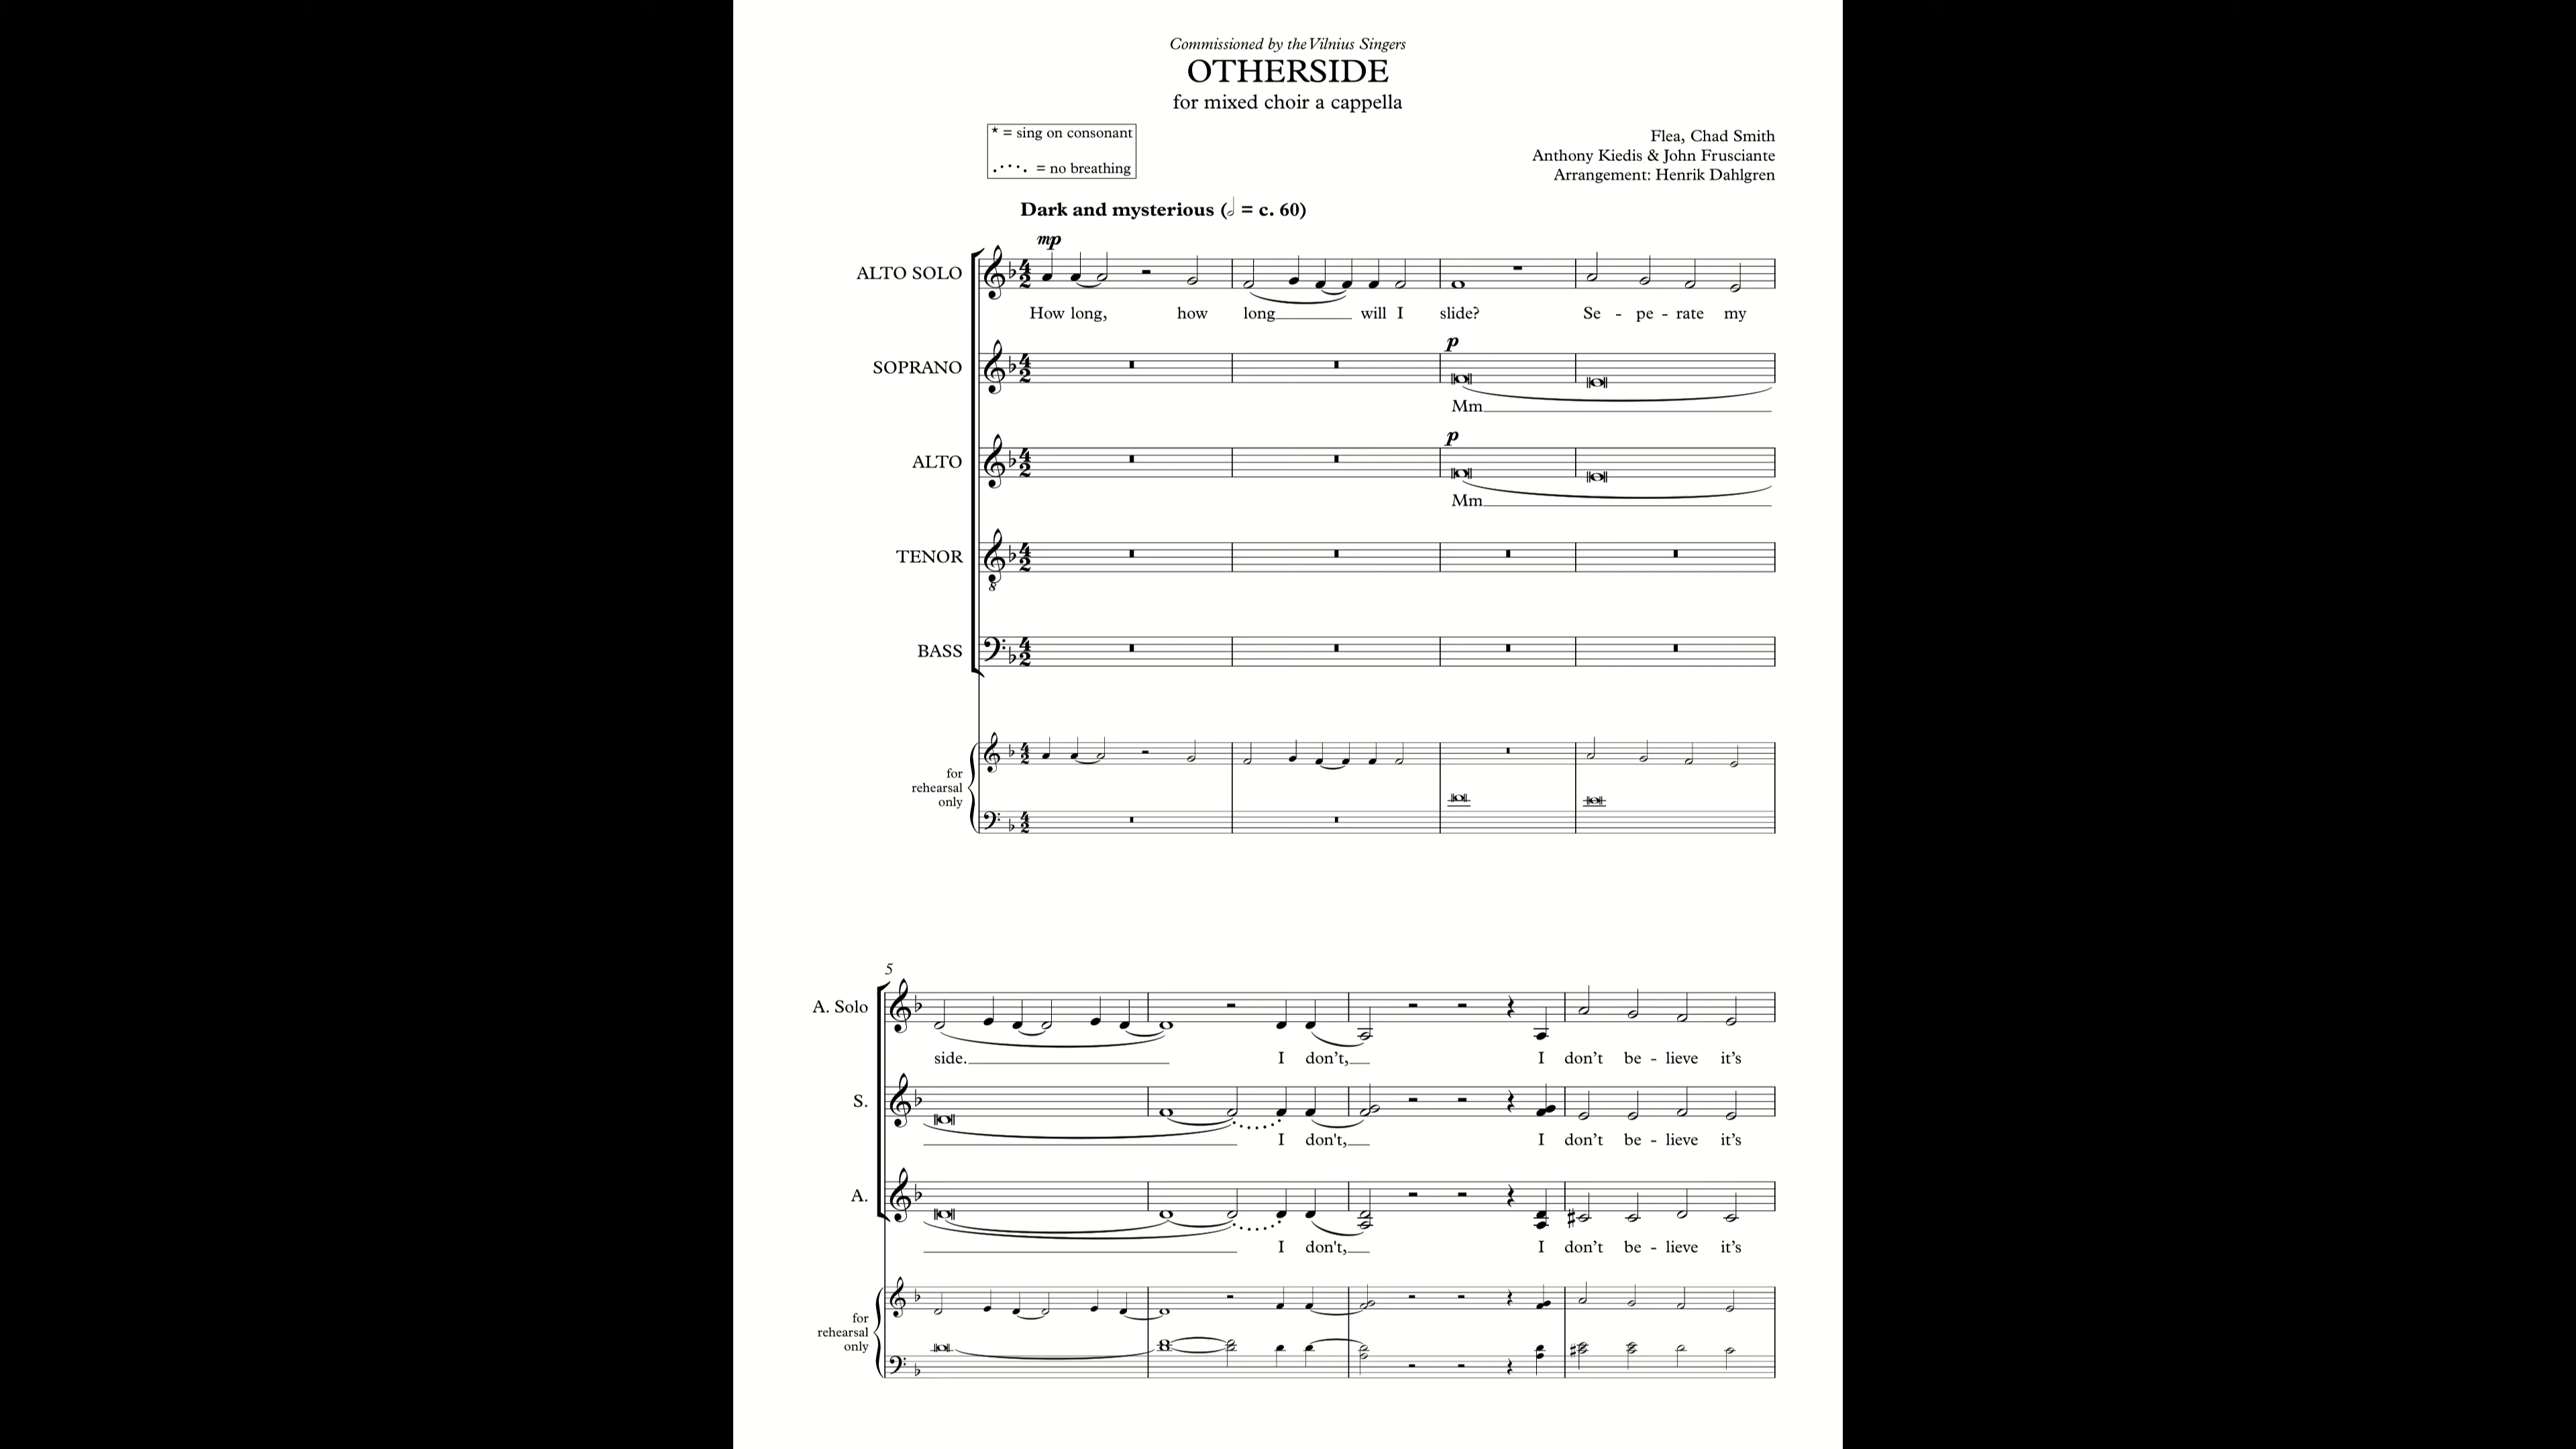 Commissioned by the Vilnius Singers
OTHERSIDE
for mixed choir a cappella
* = sing on consonant
= no breathing
Flea, Chad Smith
Anthony Kiedis & John Frusciante
Arrangement: Henrik Dahlgren
Dark and mysterious (𝅗𝅥 = c. 60)
mp
ALTO SOLO
How long, how long will I slide? Se - pe - rate my
SOPRANO
p
Mm
ALTO
p
Mm
TENOR
8
BASS
for
rehearsal
only
5
A. Solo
side. I don’t, I don’t be - lieve it’s
S.
I don't, I don’t be - lieve it’s
A.
I don't, I don’t be - lieve it’s
for
rehearsal
only